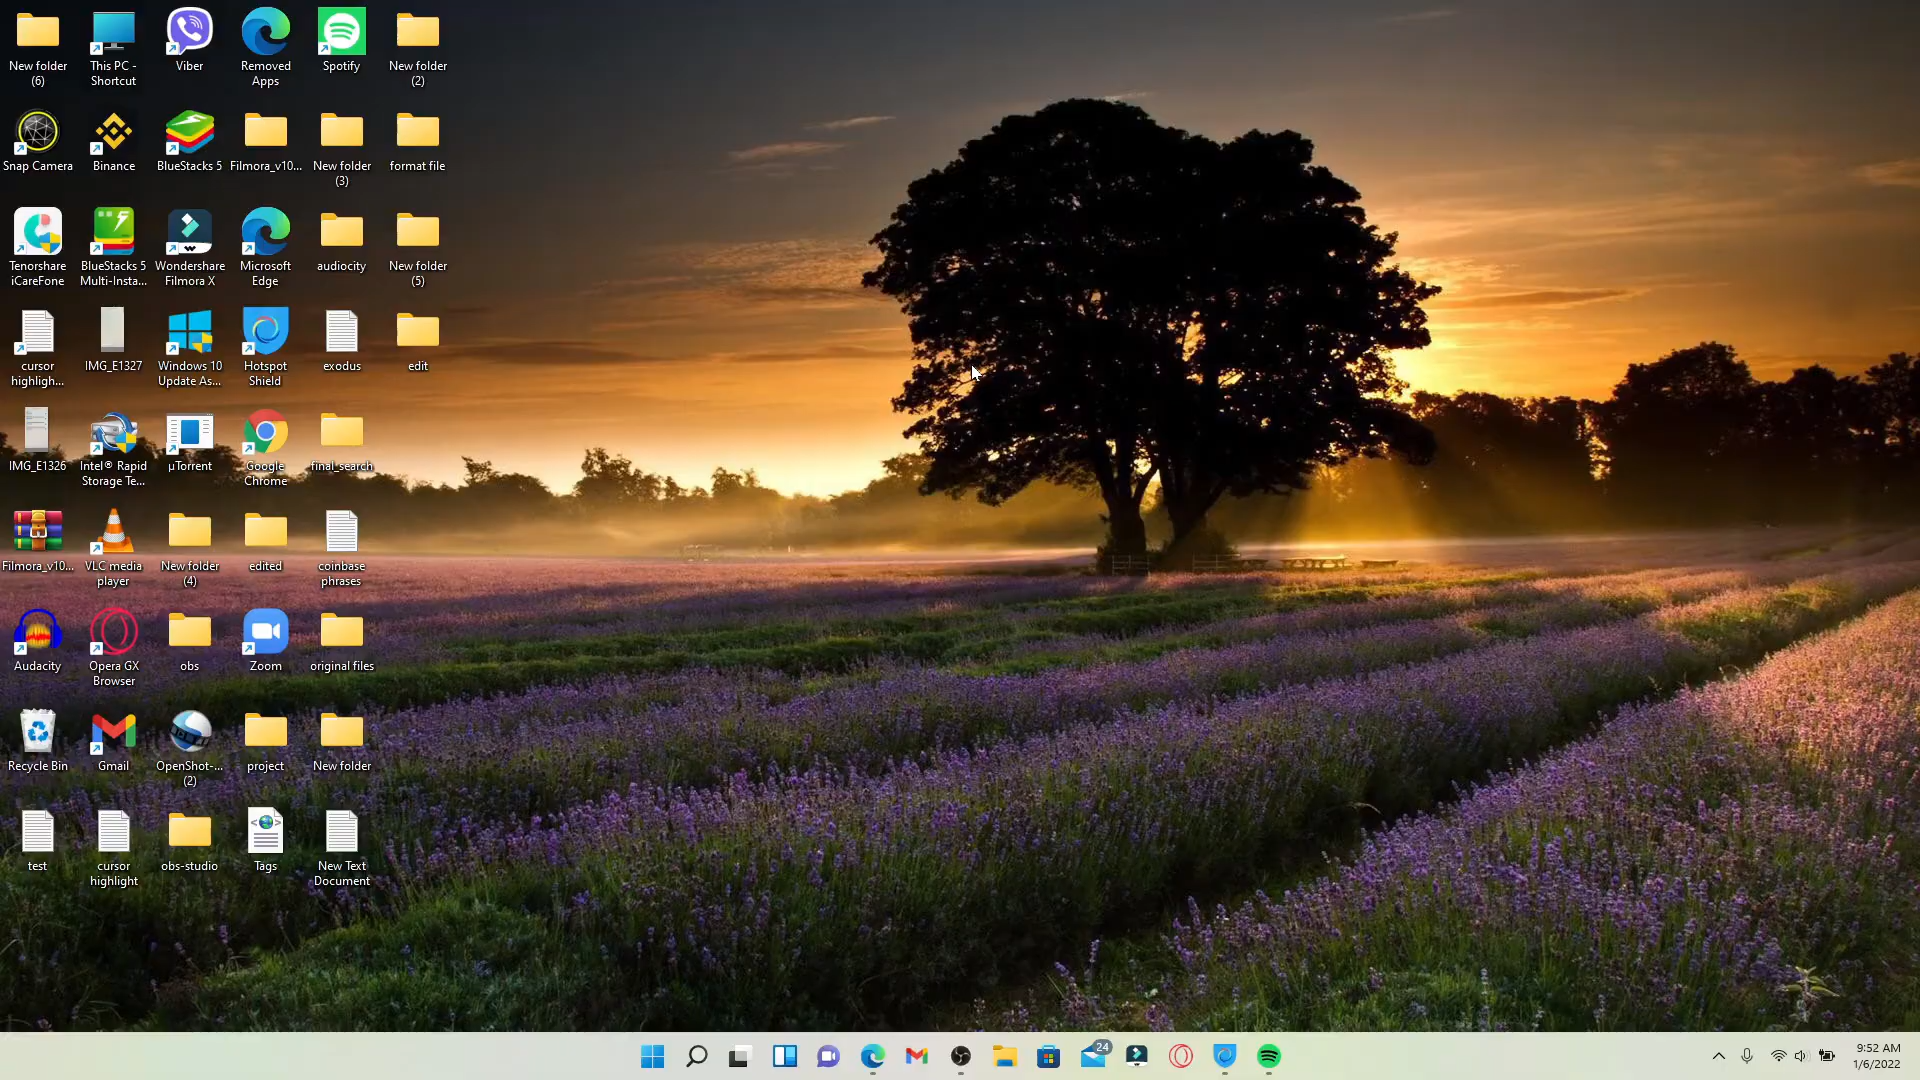 New folder
(6)
This PC -
Shortcut
Viber
Removed
Apps
Spotify
New folder
(2)
Snap Camera
Binance
BlueStacks 5
Filmora_v10...
New folder
(3)
format file
Tenorshare
iCareFone
BlueStacks 5
Multi-Insta...
Wondershare
Filmora X
Microsoft
Edge
audiocity
New folder
(5)
cursor
highligh...
IMG_E1327
Windows 10
Update As...
Hotspot
Shield
exodus
edit
IMG_E1326
Intel® Rapid
Storage Te...
µTorrent
Google
Chrome
final_search
Filmora_v10...
VLC media
player
New folder
(4)
edited
coinbase
phrases
Audacity
Opera GX
Browser
obs
Zoom
original files
Recycle Bin
Gmail
OpenShot-...
(2)
project
New folder
test
cursor
highlight
obs-studio
Tags
New Text
Document
24
9:52 AM
1/6/2022